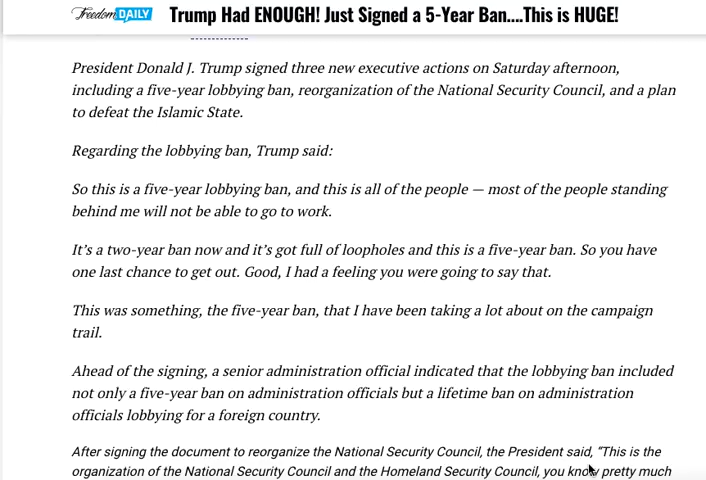 Freedom DAILY Trump Had ENOUGH! Just Signed a 5-Year Ban....This is HUGE!
President Donald J. Trump signed three new executive actions on Saturday afternoon,
including a five-year lobbying ban, reorganization of the National Security Council, and a plan
to defeat the Islamic State.
Regarding the lobbying ban, Trump said:
So this is a five-year lobbying ban, and this is all of the people — most of the people standing
behind me will not be able to go to work.
It’s a two-year ban now and it’s got full of loopholes and this is a five-year ban. So you have
one last chance to get out. Good, I had a feeling you were going to say that.
This was something, the five-year ban, that I have been taking a lot about on the campaign
trail.
Ahead of the signing, a senior administration official indicated that the lobbying ban included
not only a five-year ban on administration officials but a lifetime ban on administration
officials lobbying for a foreign country.
After signing the document to reorganize the National Security Council, the President said, “This is the
organization of the National Security Council and the Homeland Security Council, you know pretty much